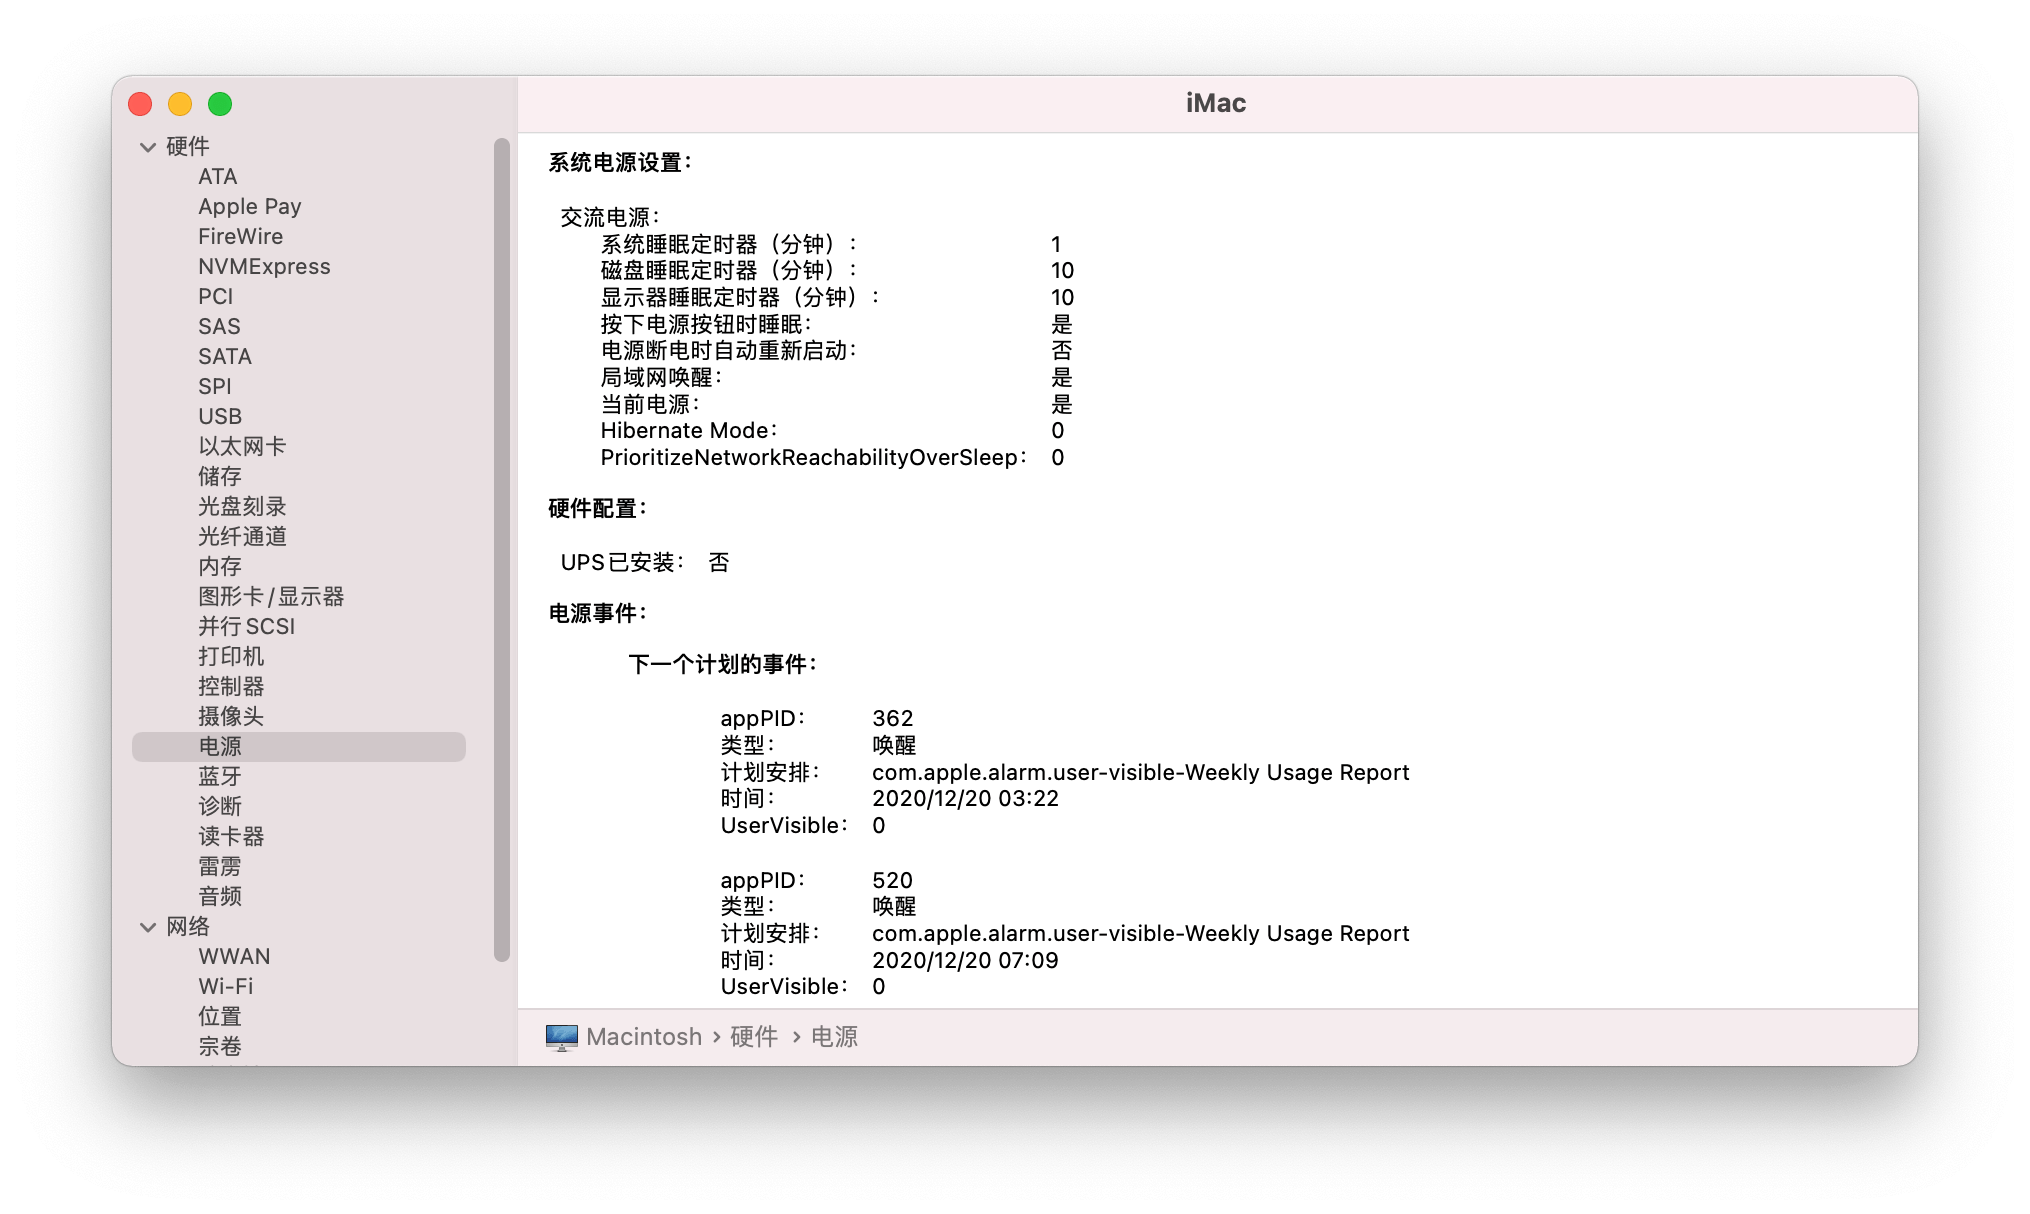 iMac
硬件
ATA
Apple Pay
FireWire
NVMExpress
PCI
SAS
SATA
SPI
USB
以太网卡
储存
光盘刻录
光纤通道
内存
图形卡/显示器
并行SCSI
打印机
控制器
摄像头
电源
蓝牙
诊断
读卡器
雷雳
音频
网络
WWAN
Wi-Fi
位置
宗卷
系统电源设置：
交流电源：
系统睡眠定时器（分钟）： 1
磁盘睡眠定时器（分钟）： 10
显示器睡眠定时器（分钟）： 10
按下电源按钮时睡眠： 是
电源断电时自动重新启动： 否
局域网唤醒： 是
当前电源： 是
Hibernate Mode： 0
PrioritizeNetworkReachabilityOverSleep： 0
硬件配置：
UPS已安装： 否
电源事件：
下一个计划的事件：
appPID： 362
类型： 唤醒
计划安排： com.apple.alarm.user-visible-Weekly Usage Report
时间： 2020/12/20 03:22
UserVisible： 0
appPID： 520
类型： 唤醒
计划安排： com.apple.alarm.user-visible-Weekly Usage Report
时间： 2020/12/20 07:09
UserVisible： 0
Macintosh › 硬件 › 电源